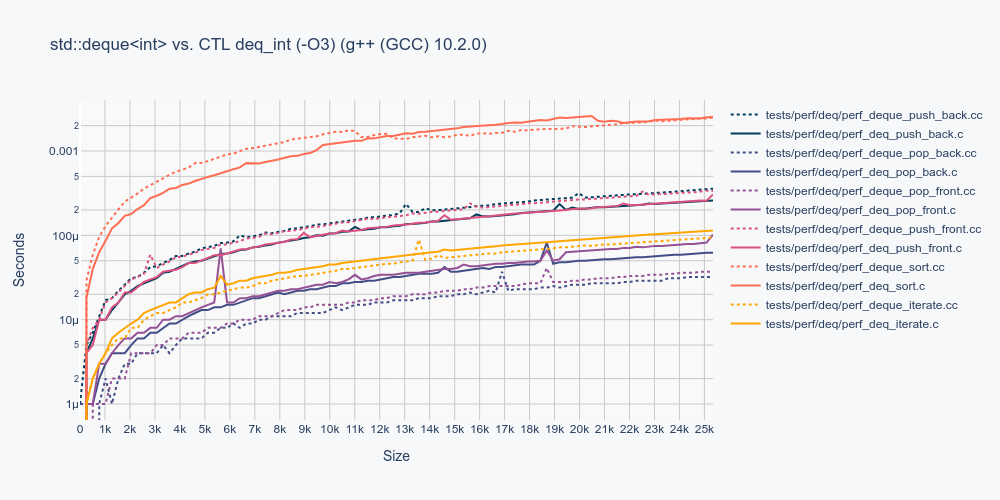 std::deque<int> vs. CTL deq_int (-O3) (g++ (GCC) 10.2.0)
2
0.001
5
2
100µ
5
2
10µ
5
2
1µ
0 1k 2k 3k 4k 5k 6k 7k 8k 9k 10k 11k 12k 13k 14k 15k 16k 17k 18k 19k 20k 21k 22k 23k 24k 25k
Size
Seconds
tests/perf/deq/perf_deque_push_back.cc
tests/perf/deq/perf_deq_push_back.c
tests/perf/deq/perf_deque_pop_back.cc
tests/perf/deq/perf_deq_pop_back.c
tests/perf/deq/perf_deque_pop_front.cc
tests/perf/deq/perf_deq_pop_front.c
tests/perf/deq/perf_deque_push_front.cc
tests/perf/deq/perf_deq_push_front.c
tests/perf/deq/perf_deque_sort.cc
tests/perf/deq/perf_deq_sort.c
tests/perf/deq/perf_deque_iterate.cc
tests/perf/deq/perf_deq_iterate.c